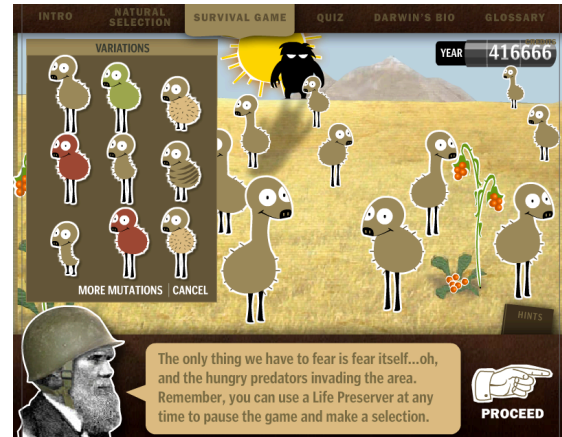 INTRO
NATURAL
SELECTION
SURVIVAL GAME
QUIZ
DARWIN'S BIO
GLOSSARY
VARIATIONS
YEAR 416666
MORE MUTATIONS | CANCEL
HINTS
The only thing we have to fear is fear itself...oh,
and the hungry predators invading the area.
Remember, you can use a Life Preserver at any
time to pause the game and make a selection.
PROCEED